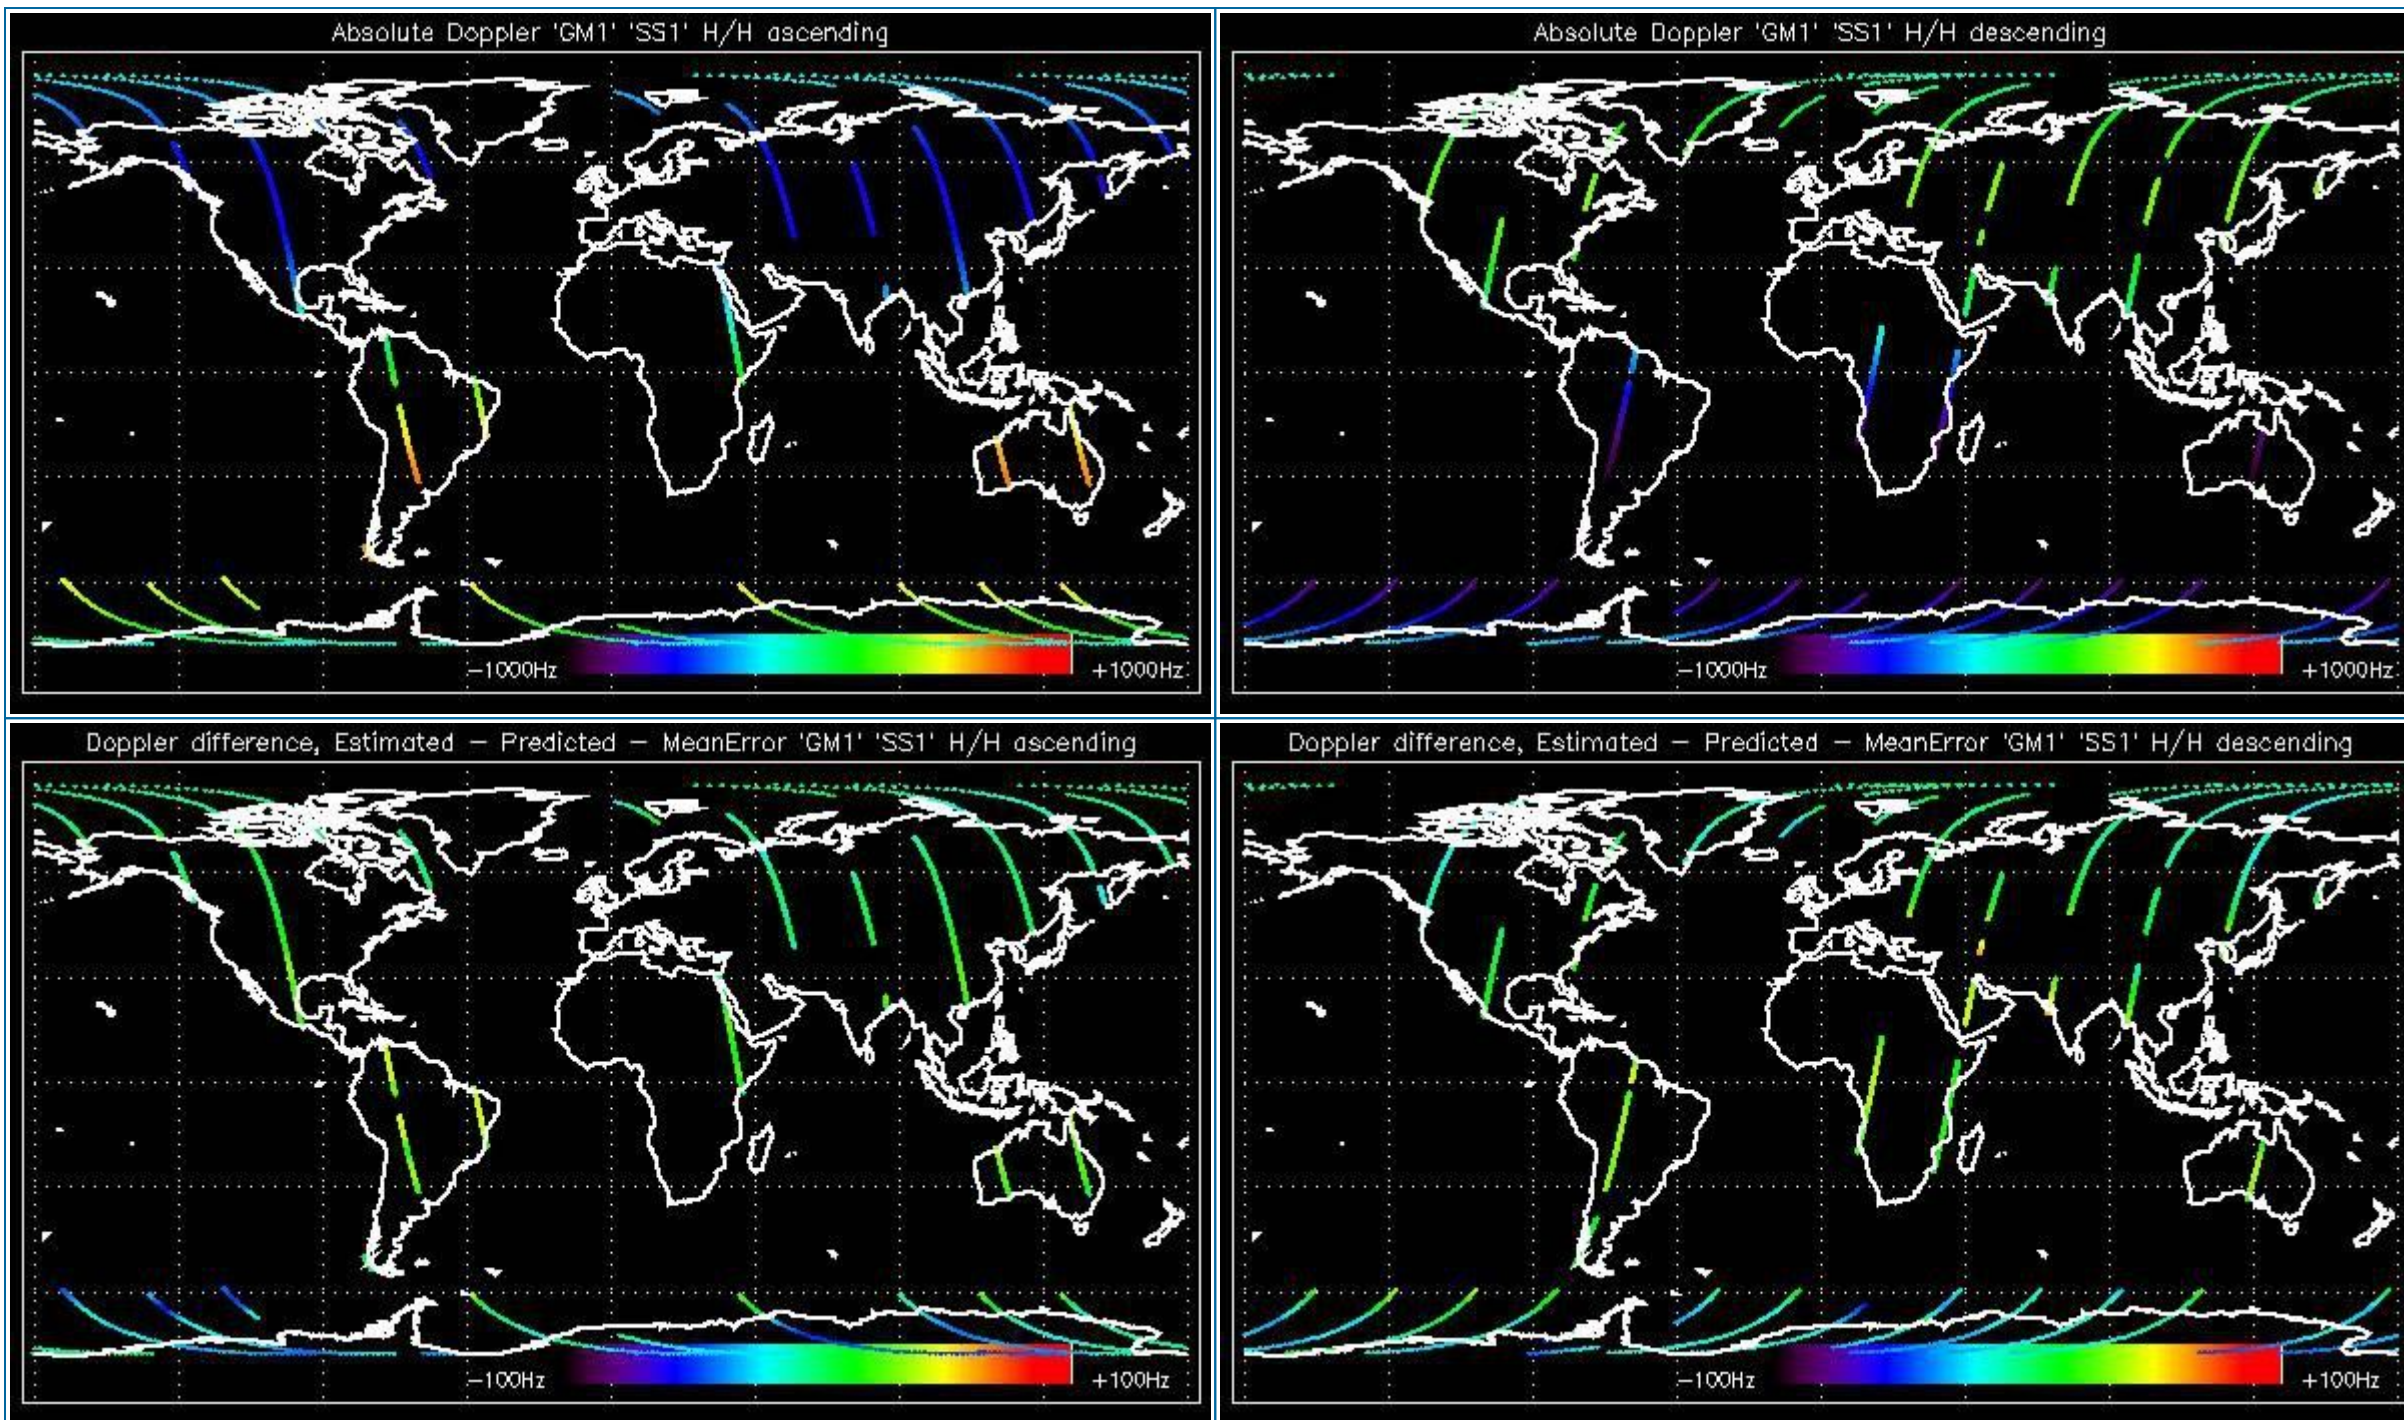 Absolute Doppler 'GM1' 'SS1' H/H ascending
−1000Hz
+1000Hz
Absolute Doppler 'GM1' 'SS1' H/H descending
−1000Hz
+1000Hz
Doppler difference, Estimated − Predicted − MeanError 'GM1' 'SS1' H/H ascending
−100Hz
+100Hz
Doppler difference, Estimated − Predicted − MeanError 'GM1' 'SS1' H/H descending
−100Hz
+100Hz